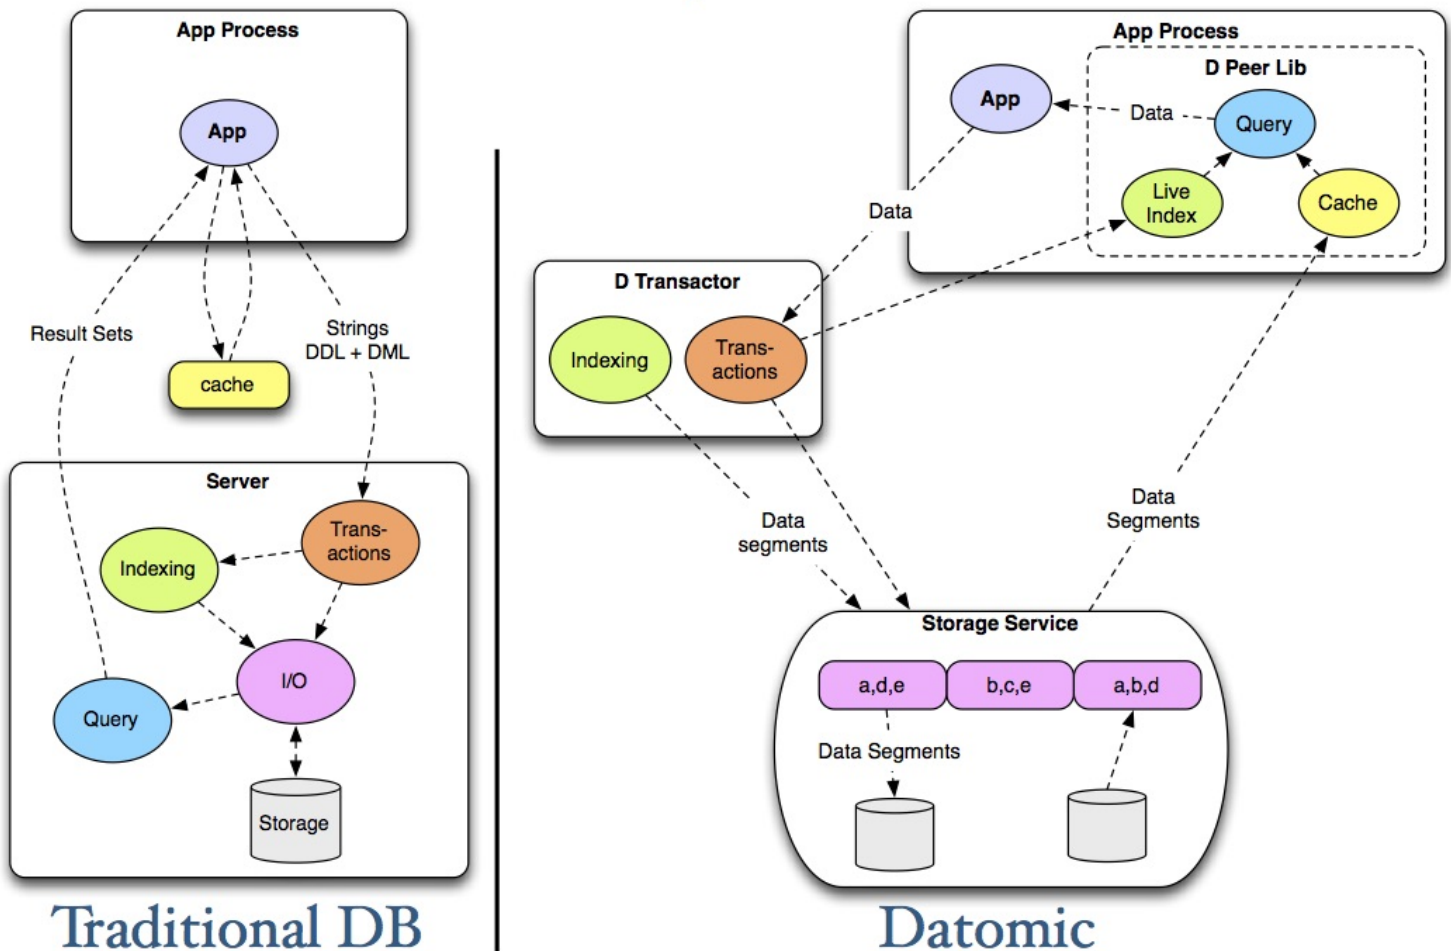 App Process
App
Result Sets
Strings
DDL + DML
cache
Server
Trans-
actions
Indexing
I/O
Query
Storage
Traditional DB
App Process
D Peer Lib
App
Data
Query
Live
Index
Cache
Data
D Transactor
Indexing
Trans-
actions
Data
segments
Data
Segments
Storage Service
a,d,e
b,c,e
a,b,d
Data Segments
Datomic